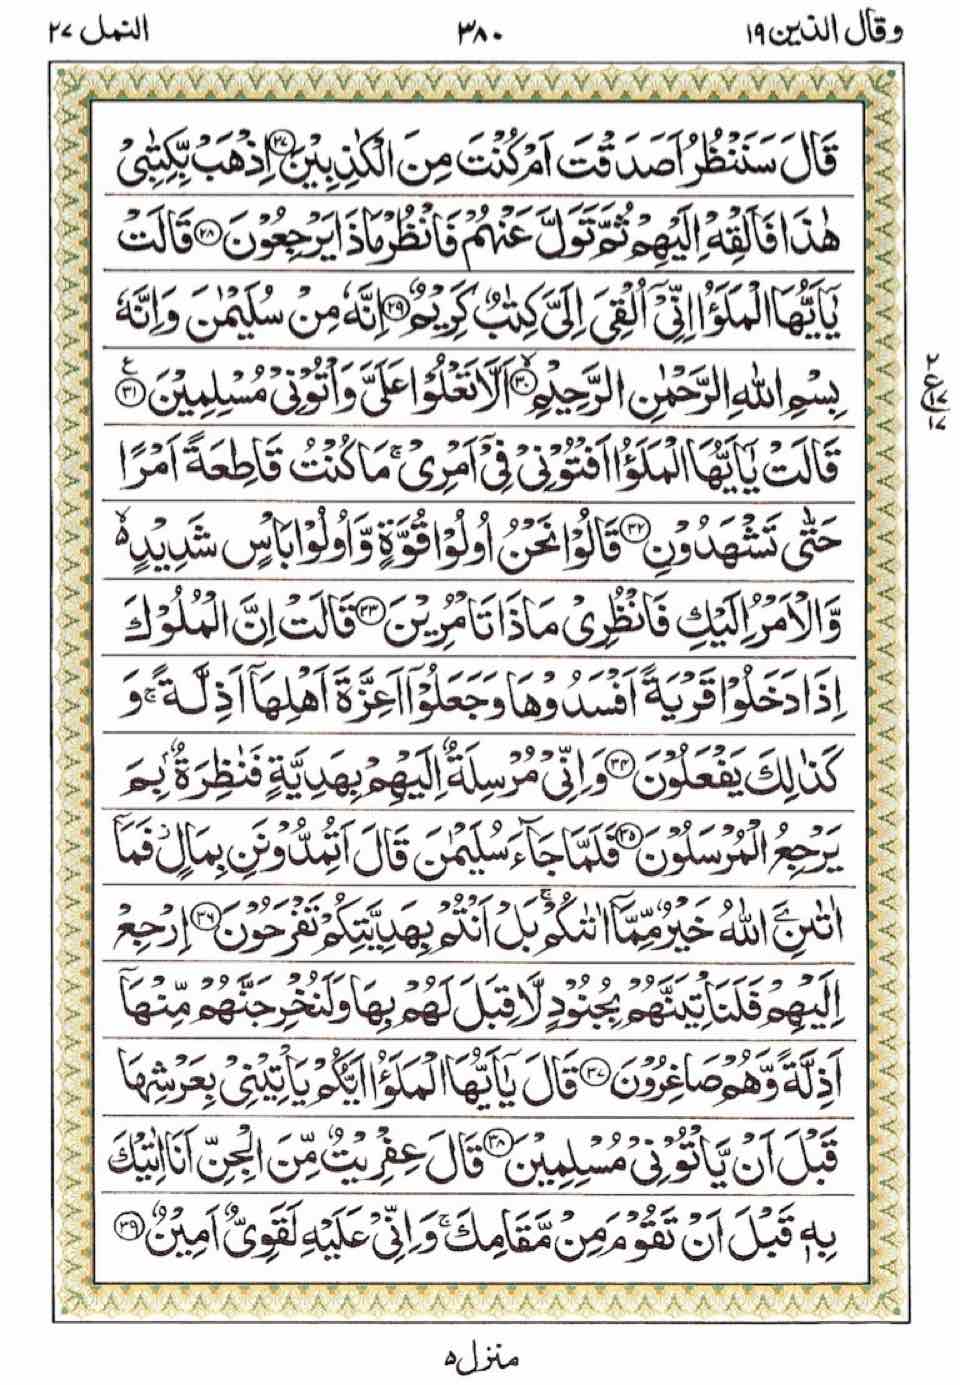 وقال الذين ١٩ ٣٨٠ النمل ٢٧
قَالَ سَنَنْظُرُ اَصَدَقْتَ اَمْ كُنْتَ مِنَ الْكٰذِبِيْنَ ﴿٢٧﴾ اِذْهَبْ بِّكِتٰبِيْ
هٰذَا فَاَلْقِهْ اِلَيْهِمْ ثُمَّ تَوَلَّ عَنْهُمْ فَانْظُرْ مَاذَا يَرْجِعُوْنَ ﴿٢٨﴾ قَالَتْ
يٰۤاَيُّهَا الْمَلَؤُا اِنِّيْۤ اُلْقِيَ اِلَيَّ كِتٰبٌ كَرِيْمٌ ﴿٢٩﴾ اِنَّهٗ مِنْ سُلَيْمٰنَ وَاِنَّهٗ
بِسْمِ اللّٰهِ الرَّحْمٰنِ الرَّحِيْمِ ﴿٣٠﴾ۙ اَلَّا تَعْلُوْا عَلَيَّ وَاْتُوْنِيْ مُسْلِمِيْنَ ﴿٣١﴾ ع
٢
ع
١٧
١٧
قَالَتْ يٰۤاَيُّهَا الْمَلَؤُا اَفْتُوْنِيْ فِيْۤ اَمْرِيْ ۚ مَا كُنْتُ قَاطِعَةً اَمْرًا
حَتّٰى تَشْهَدُوْنِ ﴿٣٢﴾ قَالُوْا نَحْنُ اُولُوْا قُوَّةٍ وَّاُولُوْا بَاْسٍ شَدِيْدٍ ۙ۬
وَّالْاَمْرُ اِلَيْكِ فَانْظُرِيْ مَاذَا تَاْمُرِيْنَ ﴿٣٣﴾ قَالَتْ اِنَّ الْمُلُوْكَ
اِذَا دَخَلُوْا قَرْيَةً اَفْسَدُوْهَا وَجَعَلُوْۤا اَعِزَّةَ اَهْلِهَاۤ اَذِلَّةً ۚ وَ
كَذٰلِكَ يَفْعَلُوْنَ ﴿٣٤﴾ وَاِنِّيْ مُرْسِلَةٌ اِلَيْهِمْ بِهَدِيَّةٍ فَنٰظِرَةٌۢ بِمَ
يَرْجِعُ الْمُرْسَلُوْنَ ﴿٣٥﴾ فَلَمَّا جَآءَ سُلَيْمٰنَ قَالَ اَتُمِدُّوْنَنِ بِمَالٍ ز فَمَاۤ
اٰتٰىنِۦَ اللّٰهُ خَيْرٌ مِّمَّاۤ اٰتٰىكُمْ ۚ بَلْ اَنْتُمْ بِهَدِيَّتِكُمْ تَفْرَحُوْنَ ﴿٣٦﴾ اِرْجِعْ
اِلَيْهِمْ فَلَنَاْتِيَنَّهُمْ بِجُنُوْدٍ لَّا قِبَلَ لَهُمْ بِهَا وَلَنُخْرِجَنَّهُمْ مِّنْهَاۤ
اَذِلَّةً وَّهُمْ صَاغِرُوْنَ ﴿٣٧﴾ قَالَ يٰۤاَيُّهَا الْمَلَؤُا اَيُّكُمْ يَاْتِيْنِيْ بِعَرْشِهَا
قَبْلَ اَنْ يَّاْتُوْنِيْ مُسْلِمِيْنَ ﴿٣٨﴾ قَالَ عِفْرِيْتٌ مِّنَ الْجِنِّ اَنَا اٰتِيْكَ
بِهٖ قَبْلَ اَنْ تَقُوْمَ مِنْ مَّقَامِكَ ۚ وَاِنِّيْ عَلَيْهِ لَقَوِيٌّ اَمِيْنٌ ﴿٣٩﴾
منزل ٥